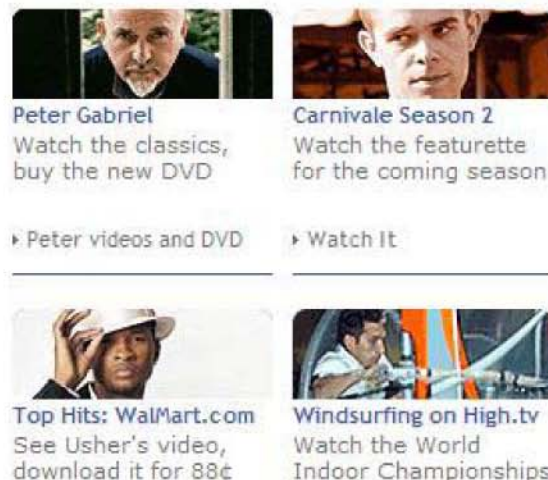 Peter Gabriel
Watch the classics,
buy the new DVD
Peter videos and DVD
Carnivale Season 2
Watch the featurette
for the coming season
Watch It
Top Hits: WalMart.com
See Usher's video,
download it for 88¢
Windsurfing on High.tv
Watch the World
Indoor Championships